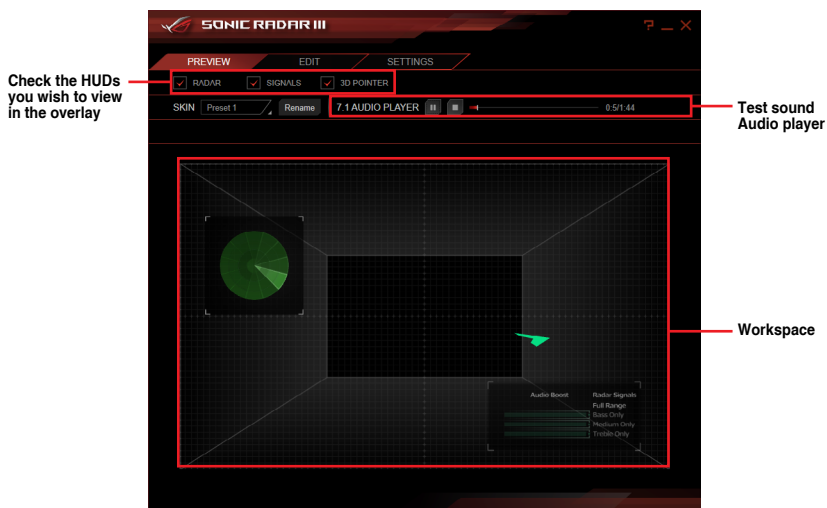 SONIC RADAR III
? _ X
PREVIEW EDIT SETTINGS
RADAR SIGNALS 3D POINTER
Check the HUDs
you wish to view
in the overlay
SKIN Preset 1 Rename 7.1 AUDIO PLAYER 0:5/1:44
Test sound
Audio player
Workspace
Audio Boost Radar Signals
Full Range
Bass Only
Medium Only
Treble Only